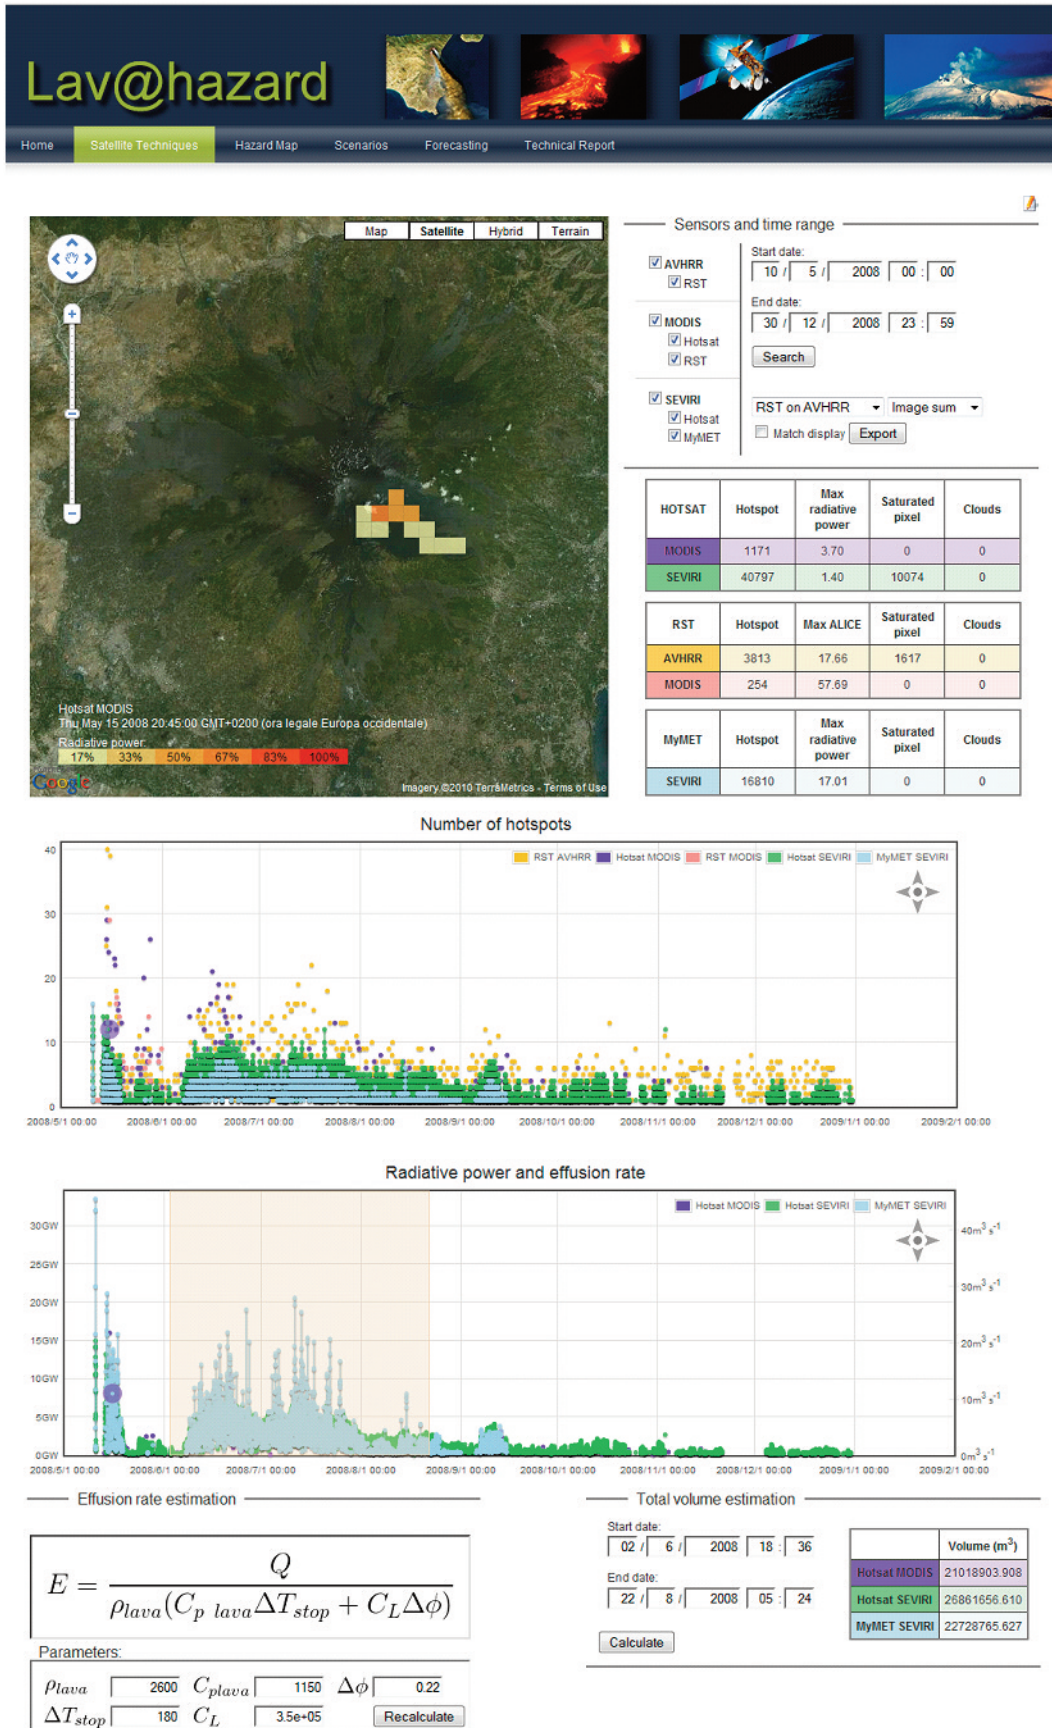 Lav@hazard
Home Satellite Techniques Hazard Map Scenarios Forecasting Technical Report
Map Satellite Hybrid Terrain
Hotsat MODIS
Thu May 15 2008 20:45:00 GMT+0200 (ora legale Europa occidentale)
Radiative power:
17% 33% 50% 67% 83% 100%
Google
Imagery ©2010 TerraMetrics - Terms of Use
Sensors and time range
AVHRR
RST
MODIS
Hotsat
RST
SEVIRI
Hotsat
MyMET
Start date:
10 / 5 / 2008 00 : 00
End date:
30 / 12 / 2008 23 : 59
Search
RST on AVHRR Image sum
Match display Export
HOTSAT Hotspot Max radiative power Saturated pixel Clouds
MODIS 1171 3.70 0 0
SEVIRI 40797 1.40 10074 0
RST Hotspot Max ALICE Saturated pixel Clouds
AVHRR 3813 17.66 1617 0
MODIS 254 57.69 0 0
MyMET Hotspot Max radiative power Saturated pixel Clouds
SEVIRI 16810 17.01 0 0
Number of hotspots
RST AVHRR Hotsat MODIS RST MODIS Hotsat SEVIRI MyMET SEVIRI
40
30
20
10
0
2008/5/1 00:00 2008/6/1 00:00 2008/7/1 00:00 2008/8/1 00:00 2008/9/1 00:00 2008/10/1 00:00 2008/11/1 00:00 2008/12/1 00:00 2009/1/1 00:00 2009/2/1 00:00
Radiative power and effusion rate
Hotsat MODIS Hotsat SEVIRI MyMET SEVIRI
30GW
25GW
20GW
15GW
10GW
5GW
0GW
40m³ s⁻¹
30m³ s⁻¹
20m³ s⁻¹
10m³ s⁻¹
0m³ s⁻¹
2008/5/1 00:00 2008/6/1 00:00 2008/7/1 00:00 2008/8/1 00:00 2008/9/1 00:00 2008/10/1 00:00 2008/11/1 00:00 2008/12/1 00:00 2009/1/1 00:00 2009/2/1 00:00
Effusion rate estimation
E = Q / ρlava(Cp lavaΔTstop + CLΔφ)
Parameters:
ρlava 2600 Cplava 1150 Δφ 0.22
ΔTstop 180 CL 3.5e+05 Recalculate
Total volume estimation
Start date:
02 / 6 / 2008 18 : 36
End date:
22 / 8 / 2008 05 : 24
Calculate
Volume (m³)
Hotsat MODIS 21018903.908
Hotsat SEVIRI 26861656.610
MyMET SEVIRI 22728765.627